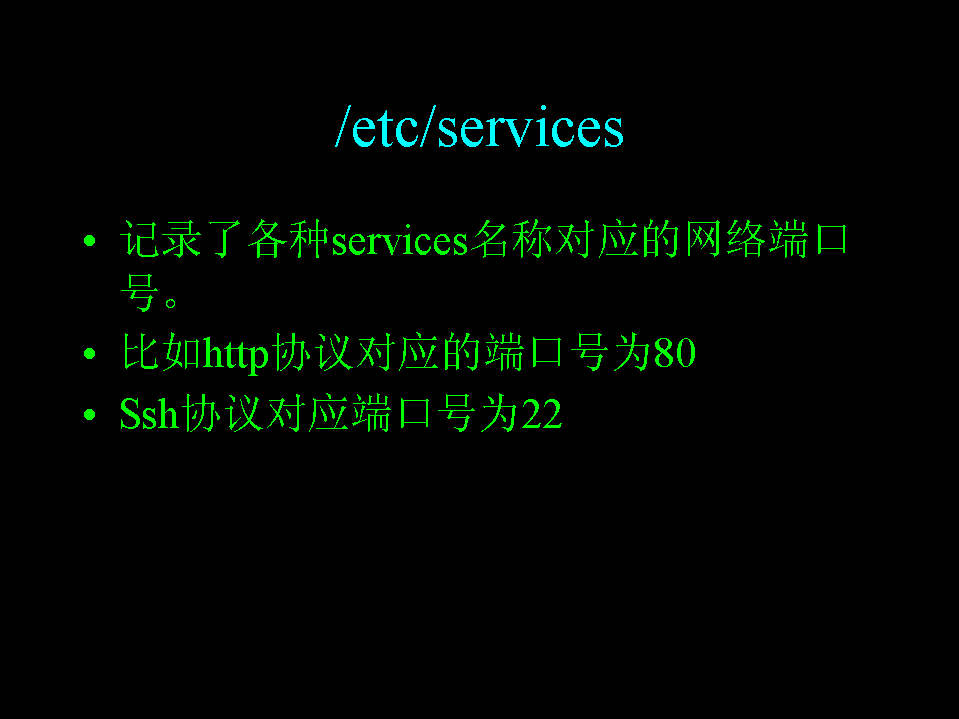 /etc/services
• 记录了各种services名称对应的网络端口
号。
• 比如http协议对应的端口号为80
• Ssh协议对应端口号为22